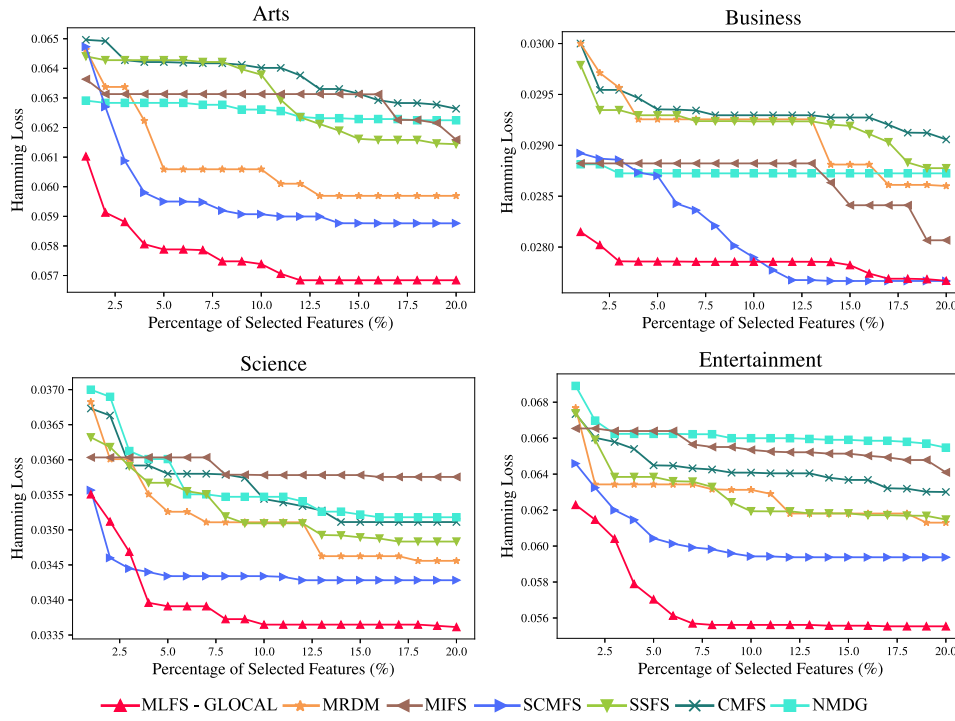 Arts
0.065
0.064
0.063
0.062
0.061
0.060
0.059
0.058
0.057
Hamming Loss
2.5 5.0 7.5 10.0 12.5 15.0 17.5 20.0
Percentage of Selected Features (%)
Business
0.0300
0.0295
0.0290
0.0285
0.0280
Hamming Loss
2.5 5.0 7.5 10.0 12.5 15.0 17.5 20.0
Percentage of Selected Features (%)
Science
0.0370
0.0365
0.0360
0.0355
0.0350
0.0345
0.0340
0.0335
Hamming Loss
2.5 5.0 7.5 10.0 12.5 15.0 17.5 20.0
Percentage of Selected Features (%)
Entertainment
0.068
0.066
0.064
0.062
0.060
0.058
0.056
Hamming Loss
2.5 5.0 7.5 10.0 12.5 15.0 17.5 20.0
Percentage of Selected Features (%)
MLFS - GLOCAL MRDM MIFS SCMFS SSFS CMFS NMDG